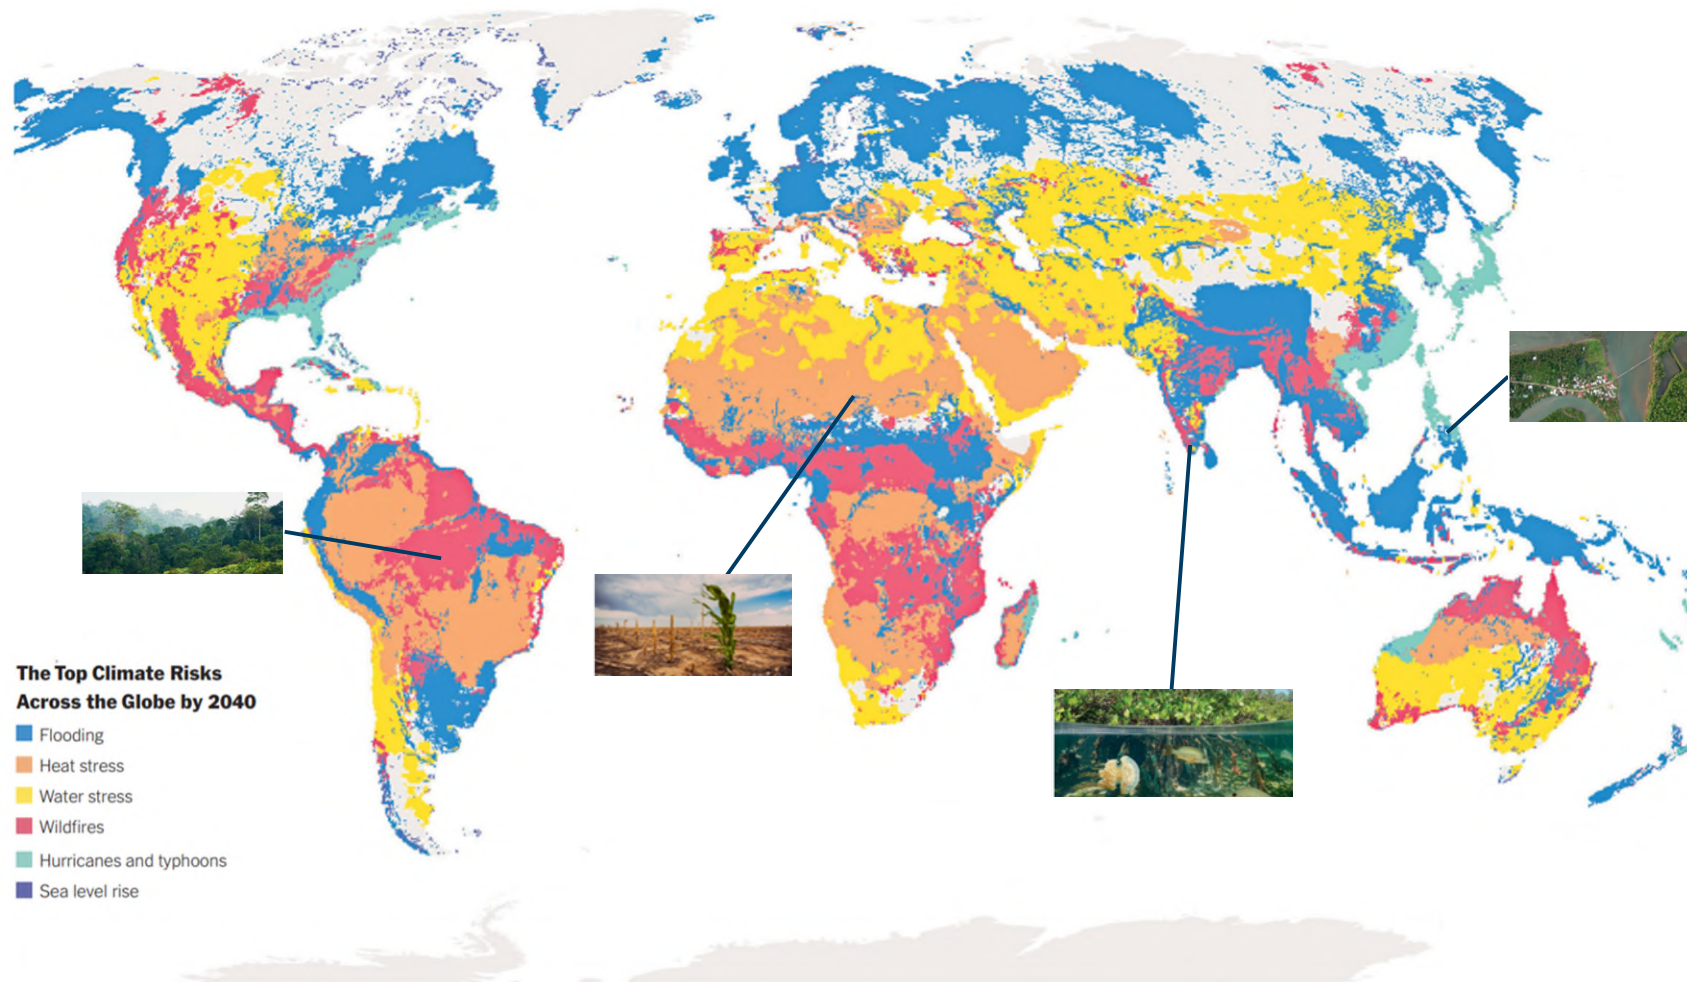 The Top Climate Risks
Across the Globe by 2040
Flooding
Heat stress
Water stress
Wildfires
Hurricanes and typhoons
Sea level rise